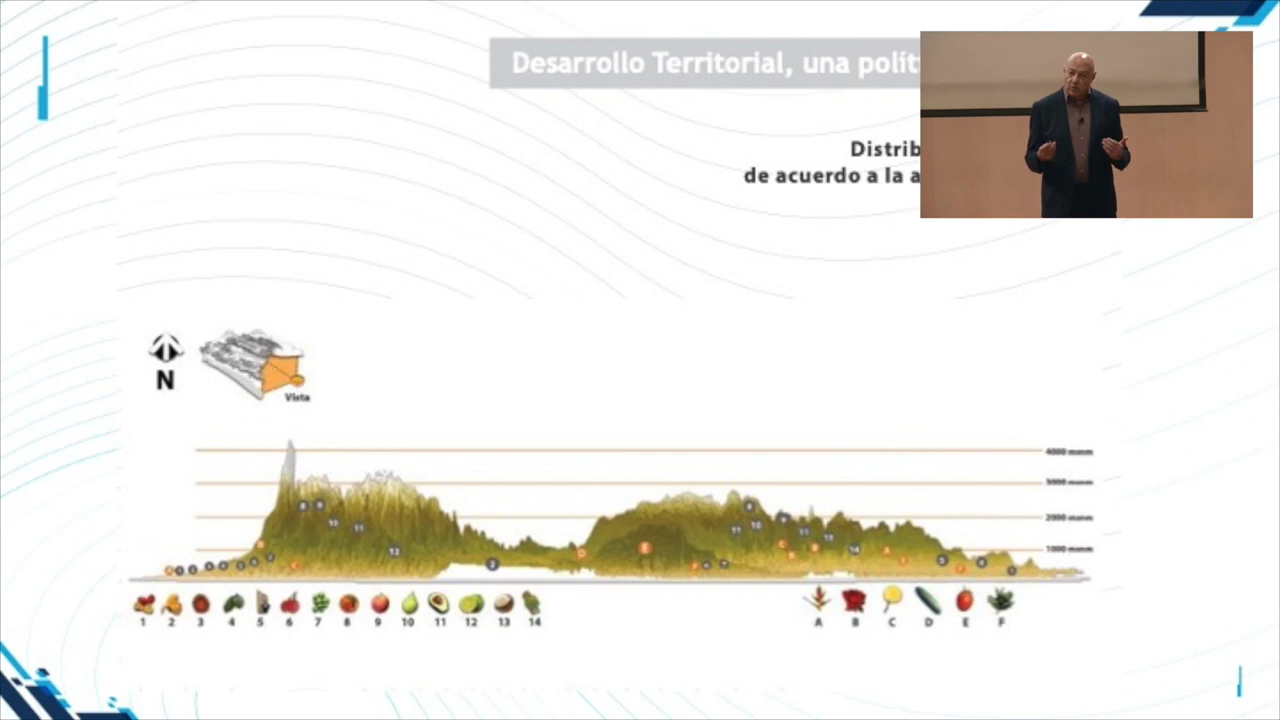 Desarrollo Territorial, una polít
Distrib
de acuerdo a la a
N
Vista
4000 msnm
3000 msnm
2000 msnm
1000 msnm
1 2 3 4 5 6 7 8 9 10 11 12 13 14
A B C D E F